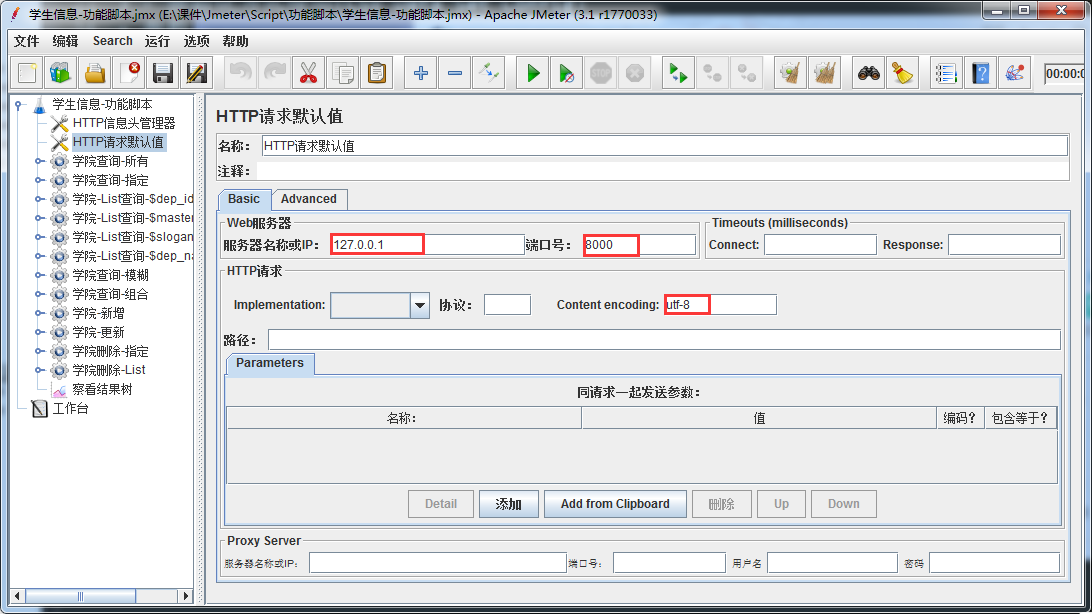 学生信息-功能脚本.jmx (E:\课件\Jmeter\Script\功能脚本\学生信息-功能脚本.jmx) - Apache JMeter (3.1 r1770033)
文件 编辑 Search 运行 选项 帮助
00:00:0
学生信息-功能脚本
HTTP信息头管理器
HTTP请求默认值
学院查询-所有
学院查询-指定
学院-List查询-$dep_id
学院-List查询-$master
学院-List查询-$slogan
学院-List查询-$dep_na
学院查询-模糊
学院查询-组合
学院-新增
学院-更新
学院删除-指定
学院删除-List
察看结果树
工作台
HTTP请求默认值
名称: HTTP请求默认值
注释:
Basic Advanced
Web服务器
服务器名称或IP: 127.0.0.1 端口号: 8000
Timeouts (milliseconds)
Connect: Response:
HTTP请求
Implementation: 协议: Content encoding: utf-8
路径:
Parameters
同请求一起发送参数:
名称: 值 编码? 包含等于?
Detail 添加 Add from Clipboard 删除 Up Down
Proxy Server
服务器名称或IP: 端口号: 用户名 密码